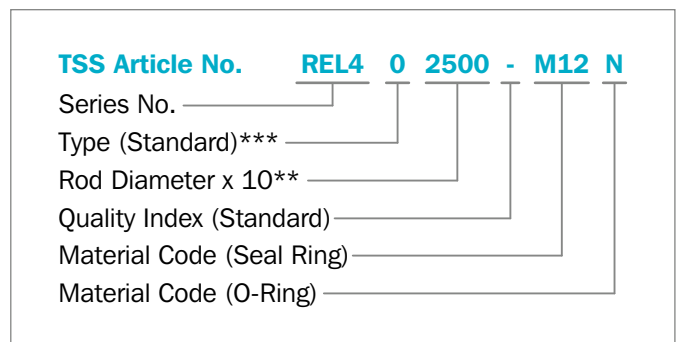 TSS Article No. REL4 0 2500 - M12 N
Series No.
Type (Standard)***
Rod Diameter x 10**
Quality Index (Standard)
Material Code (Seal Ring)
Material Code (O-Ring)